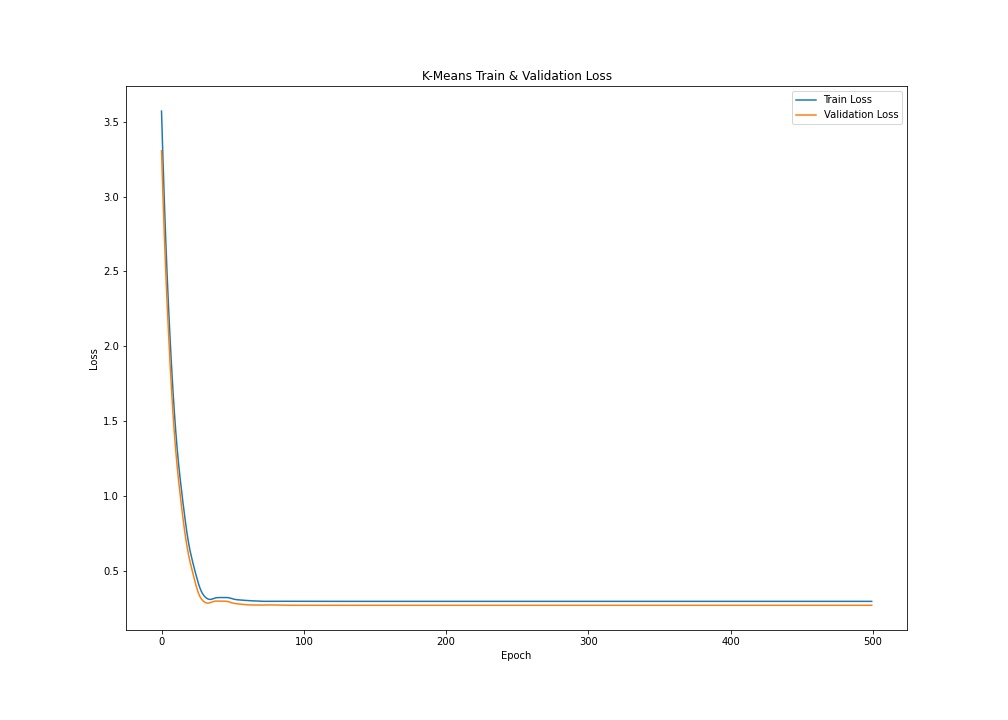 K-Means Train & Validation Loss
Train Loss
Validation Loss
3.5
3.0
2.5
2.0
1.5
1.0
0.5
Loss
0 100 200 300 400 500
Epoch